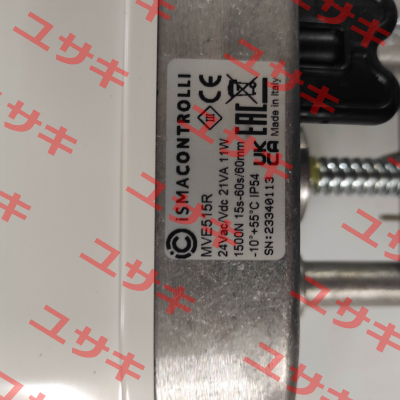 iSMACONTROLLI
MVE515R
24Vac/Vdc 21VA 11W
1500N 15s-60s/60mm
-10°+55°C IP54
SN:23340113
III
CE
EAC
UK
CA
Made in Italy
ユサキ
ユサキ
ユサキ
ユサキ
ユサキ
ユサキ
ユサキ